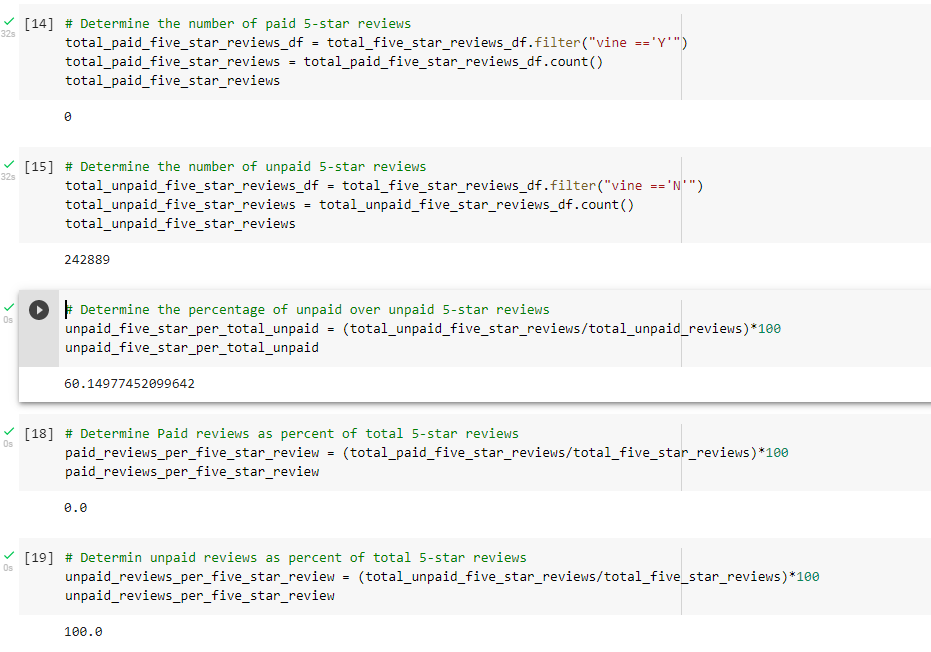 [14] # Determine the number of paid 5-star reviews
32s
total_paid_five_star_reviews_df = total_five_star_reviews_df.filter("vine =='Y'")
total_paid_five_star_reviews = total_paid_five_star_reviews_df.count()
total_paid_five_star_reviews
0
[15] # Determine the number of unpaid 5-star reviews
32s
total_unpaid_five_star_reviews_df = total_five_star_reviews_df.filter("vine =='N'")
total_unpaid_five_star_reviews = total_unpaid_five_star_reviews_df.count()
total_unpaid_five_star_reviews
242889
# Determine the percentage of unpaid over unpaid 5-star reviews
0s
unpaid_five_star_per_total_unpaid = (total_unpaid_five_star_reviews/total_unpaid_reviews)*100
unpaid_five_star_per_total_unpaid
60.14977452099642
[18] # Determine Paid reviews as percent of total 5-star reviews
0s
paid_reviews_per_five_star_review = (total_paid_five_star_reviews/total_five_star_reviews)*100
paid_reviews_per_five_star_review
0.0
[19] # Determin unpaid reviews as percent of total 5-star reviews
0s
unpaid_reviews_per_five_star_review = (total_unpaid_five_star_reviews/total_five_star_reviews)*100
unpaid_reviews_per_five_star_review
100.0